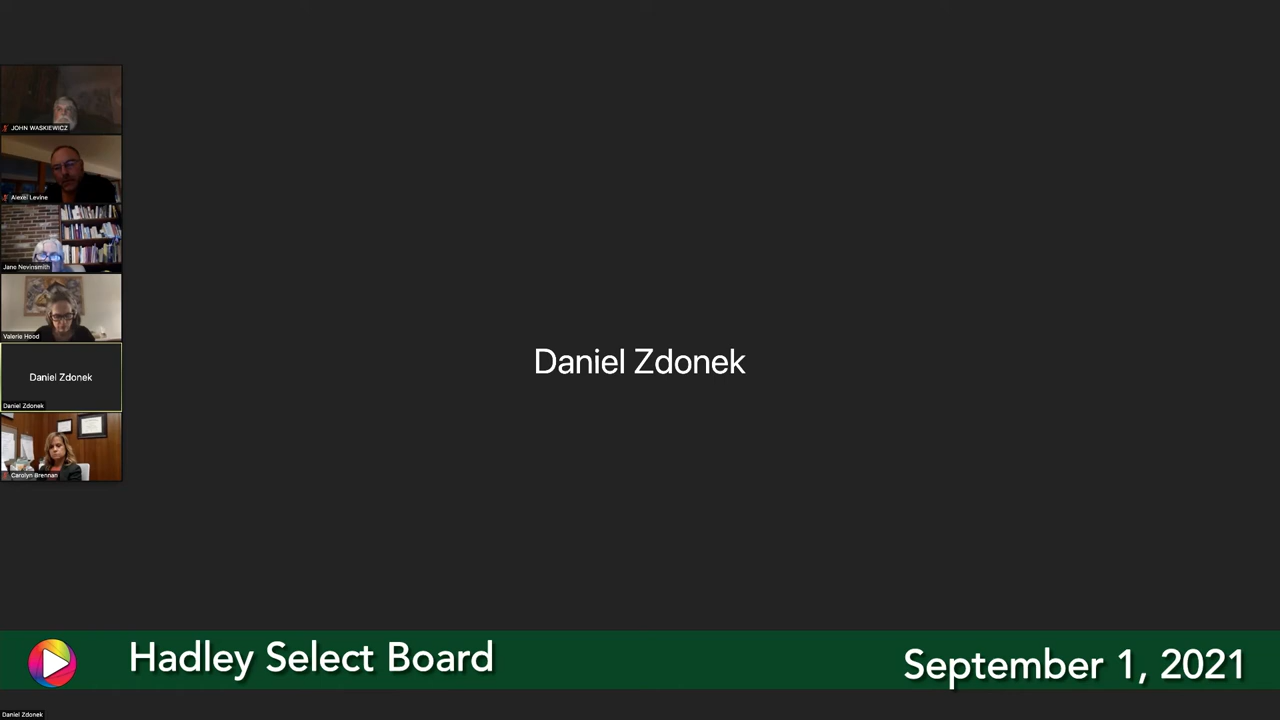 JOHN WASKIEWICZ
Alexei Levine
Jane Nevinsmith
Valerie Hood
Daniel Zdonek
Daniel Zdonek
Carolyn Brennan
Daniel Zdonek
Hadley Select Board
September 1, 2021
Daniel Zdonek